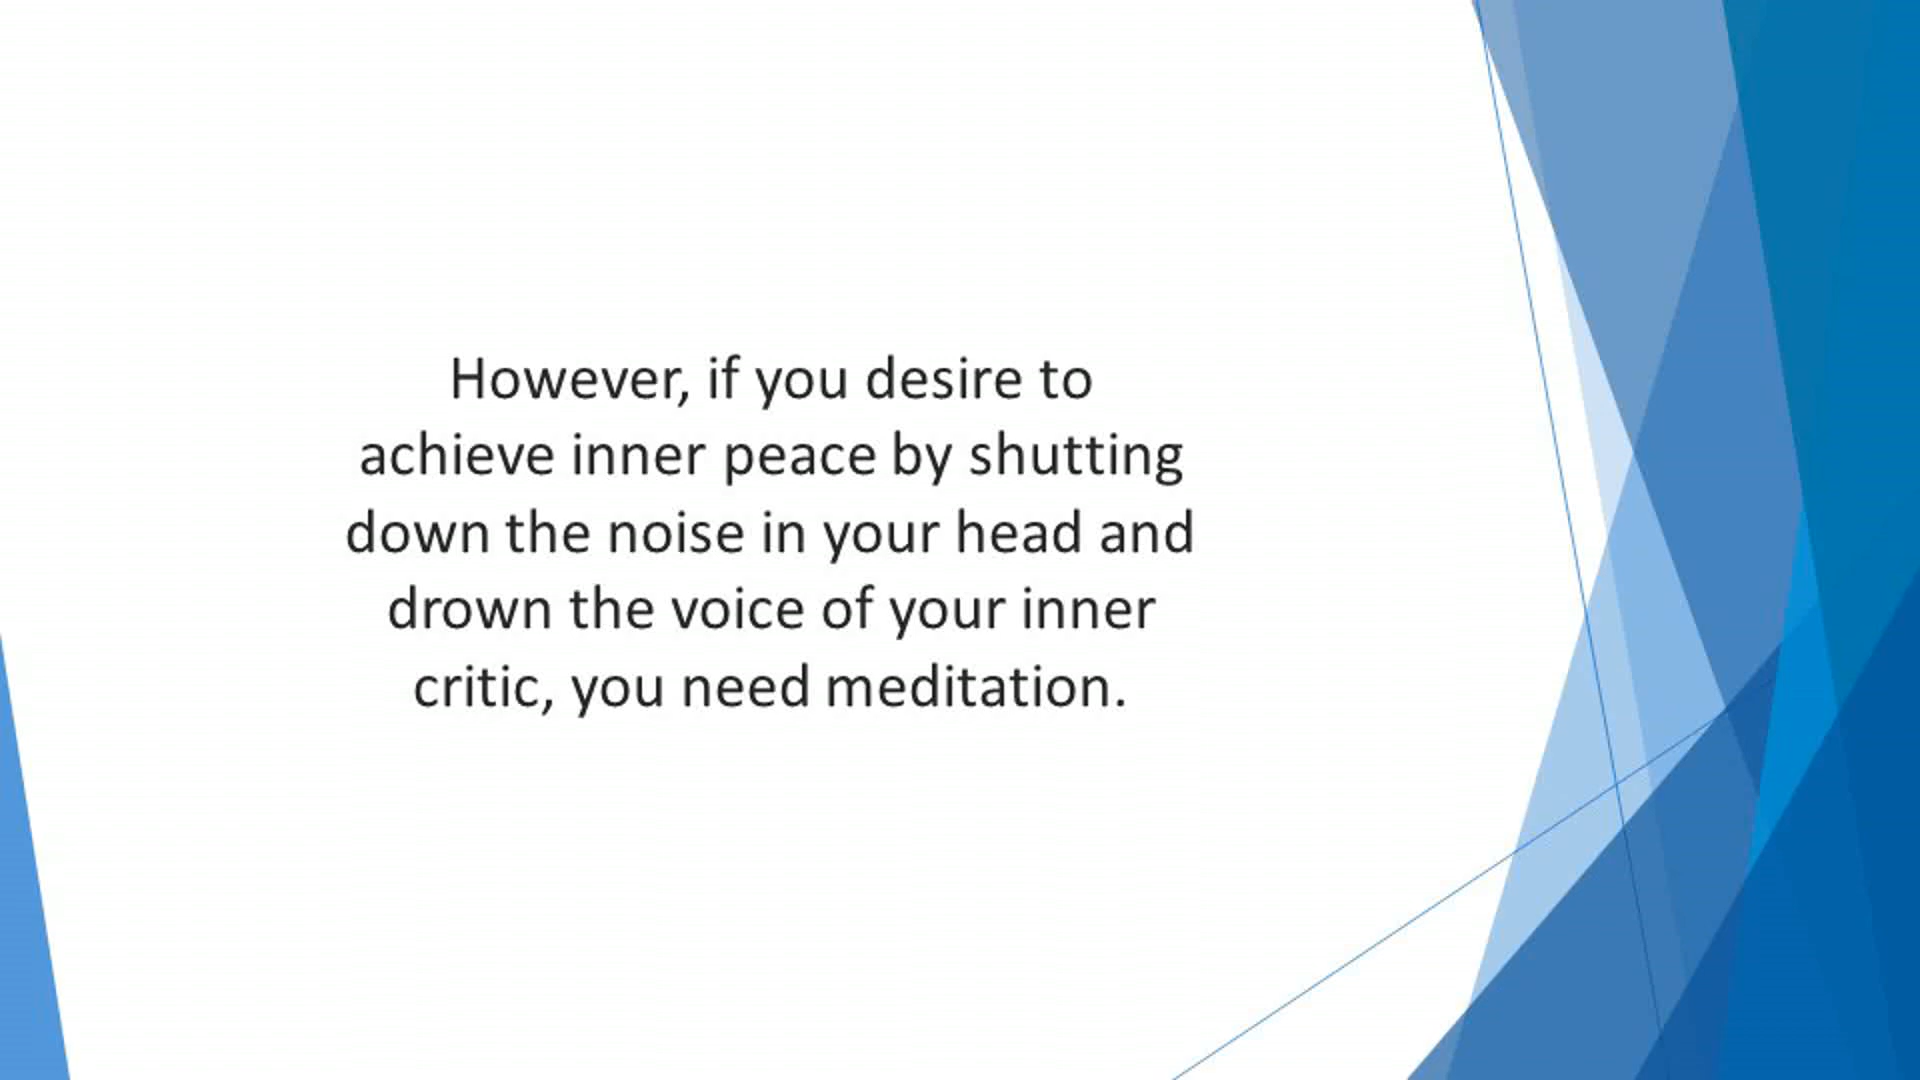 However, if you desire to
achieve inner peace by shutting
down the noise in your head and
drown the voice of your inner
critic, you need meditation.